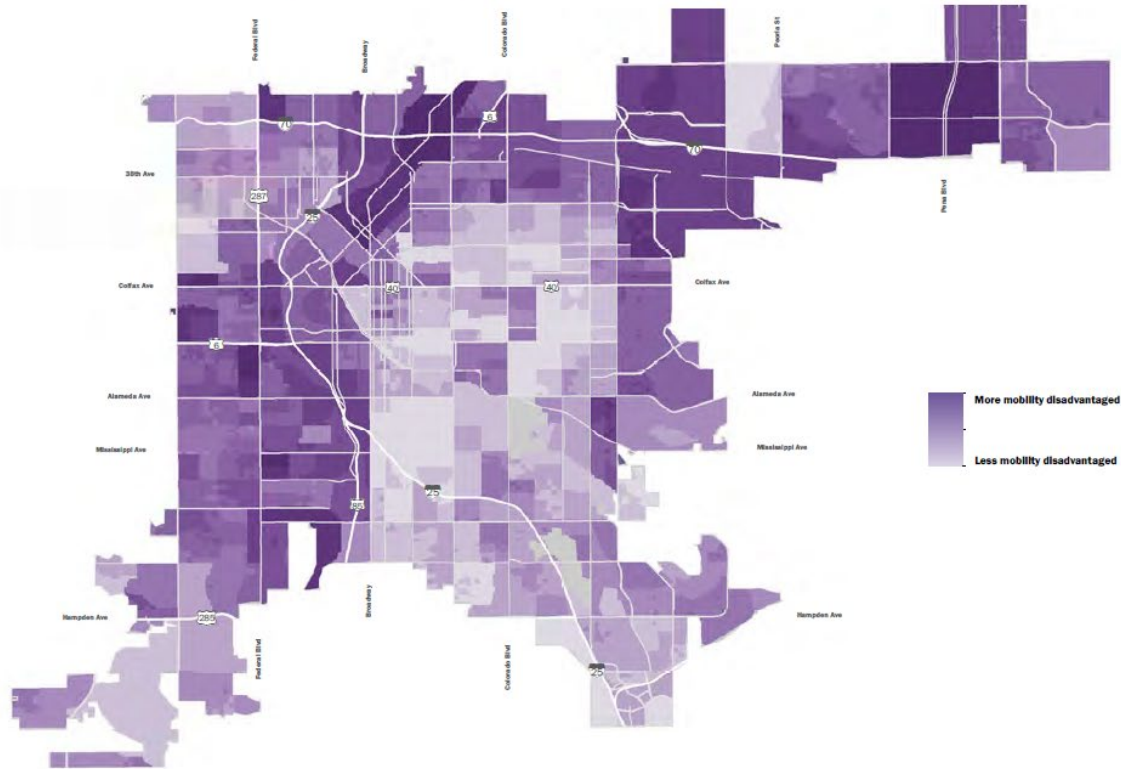 Federal Blvd
Broadway
Colorado Blvd
Peoria St
6
70
70
38th Ave
287
25
Pena Blvd
Colfax Ave
40
40
Colfax Ave
6
Alameda Ave
Alameda Ave
More mobility disadvantaged
Mississippi Ave
Mississippi Ave
Less mobility disadvantaged
25
85
Broadway
Hampden Ave
285
Hampden Ave
Federal Blvd
Colorado Blvd
25